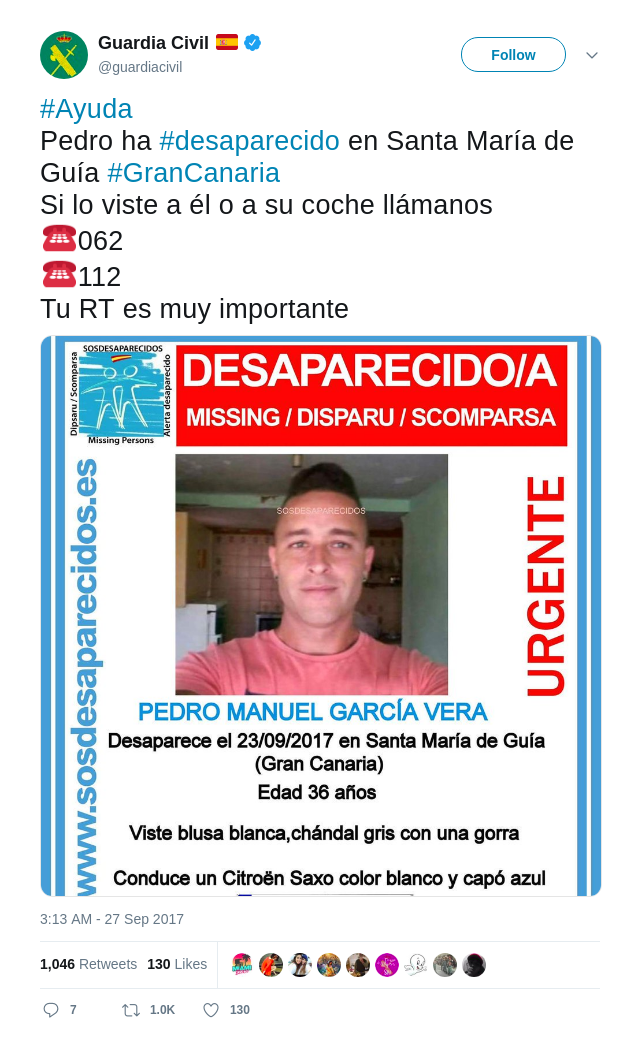 Guardia Civil
@guardiacivil
Follow
#Ayuda
Pedro ha #desaparecido en Santa María de
Guía #GranCanaria
Si lo viste a él o a su coche llámanos
062
112
Tu RT es muy importante
SOSDESAPARECIDOS
Dipsaru / Scomparsa
Alerta desaparecido
Missing Persons
DESAPARECIDO/A
MISSING / DISPARU / SCOMPARSA
www.sosdesaparecidos.es
SOSDESAPARECIDOS
URGENTE
PEDRO MANUEL GARCÍA VERA
Desaparece el 23/09/2017 en Santa María de Guía
(Gran Canaria)
Edad 36 años
Viste blusa blanca,chándal gris con una gorra
Conduce un Citroën Saxo color blanco y capó azul
3:13 AM - 27 Sep 2017
1,046 Retweets 130 Likes
7 1.0K 130